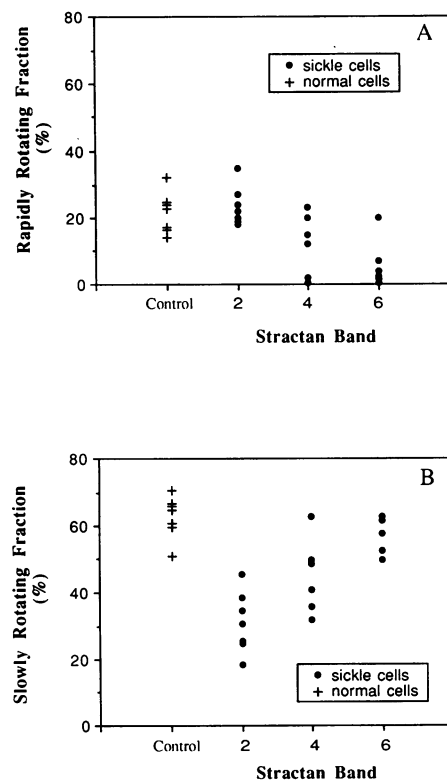 A
80
60
40
20
0
Rapidly Rotating Fraction
(%)
● sickle cells
+ normal cells
Control 2 4 6
Stractan Band
B
80
60
40
20
0
Slowly Rotating Fraction
(%)
● sickle cells
+ normal cells
Control 2 4 6
Stractan Band